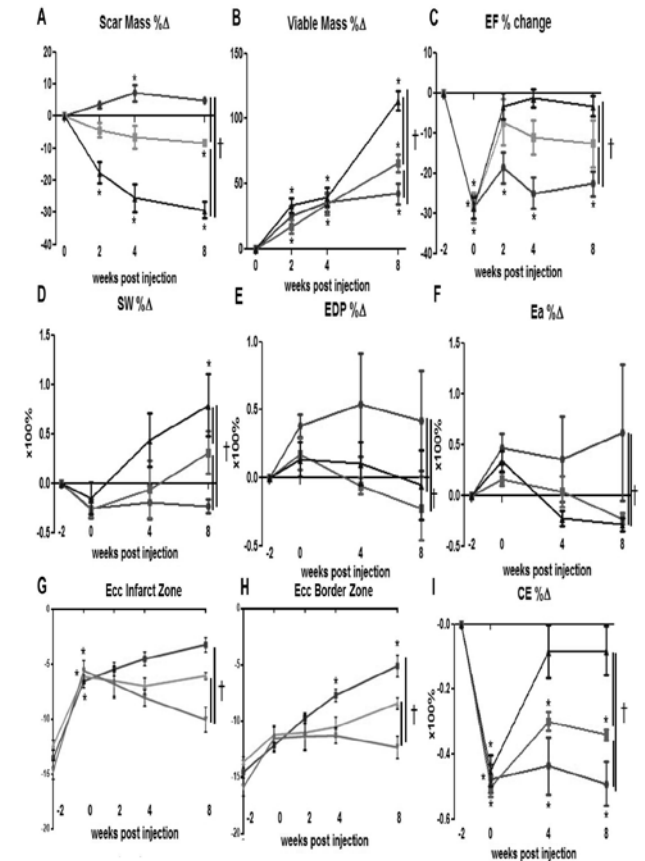 A Scar Mass %Δ
20
10
0
-10
-20
-30
-40
*
*
*
*
*
†
0 2 4 8
weeks post injection
B Viable Mass %Δ
150
100
50
0
*
*
*
*
*
*
*
†
0 2 4 8
weeks post injection
C EF % change
10
0
-10
-20
-30
-40
*
*
*
*
*
*
†
-2 0 2 4 8
weeks post injection
D SW %Δ
x100%
1.5
1.0
0.5
0.0
-0.5
*
†
-2 0 4 8
weeks post injection
E EDP %Δ
x100%
1.0
0.5
0.0
-0.5
†
-2 0 4 8
weeks post injection
F Ea %Δ
x100%
1.5
1.0
0.5
0.0
-0.5
†
-2 0 4 8
weeks post injection
G Ecc Infarct Zone
0
-5
-10
-15
-20
*
*
*
†
-2 0 2 4 8
weeks post injection
H Ecc Border Zone
0
-5
-10
-15
-20
*
*
†
-2 0 2 4 8
weeks post injection
I CE %Δ
x100%
-0.0
-0.2
-0.4
-0.6
*
*
*
*
*
*
*
†
-2 0 4 8
weeks post injection